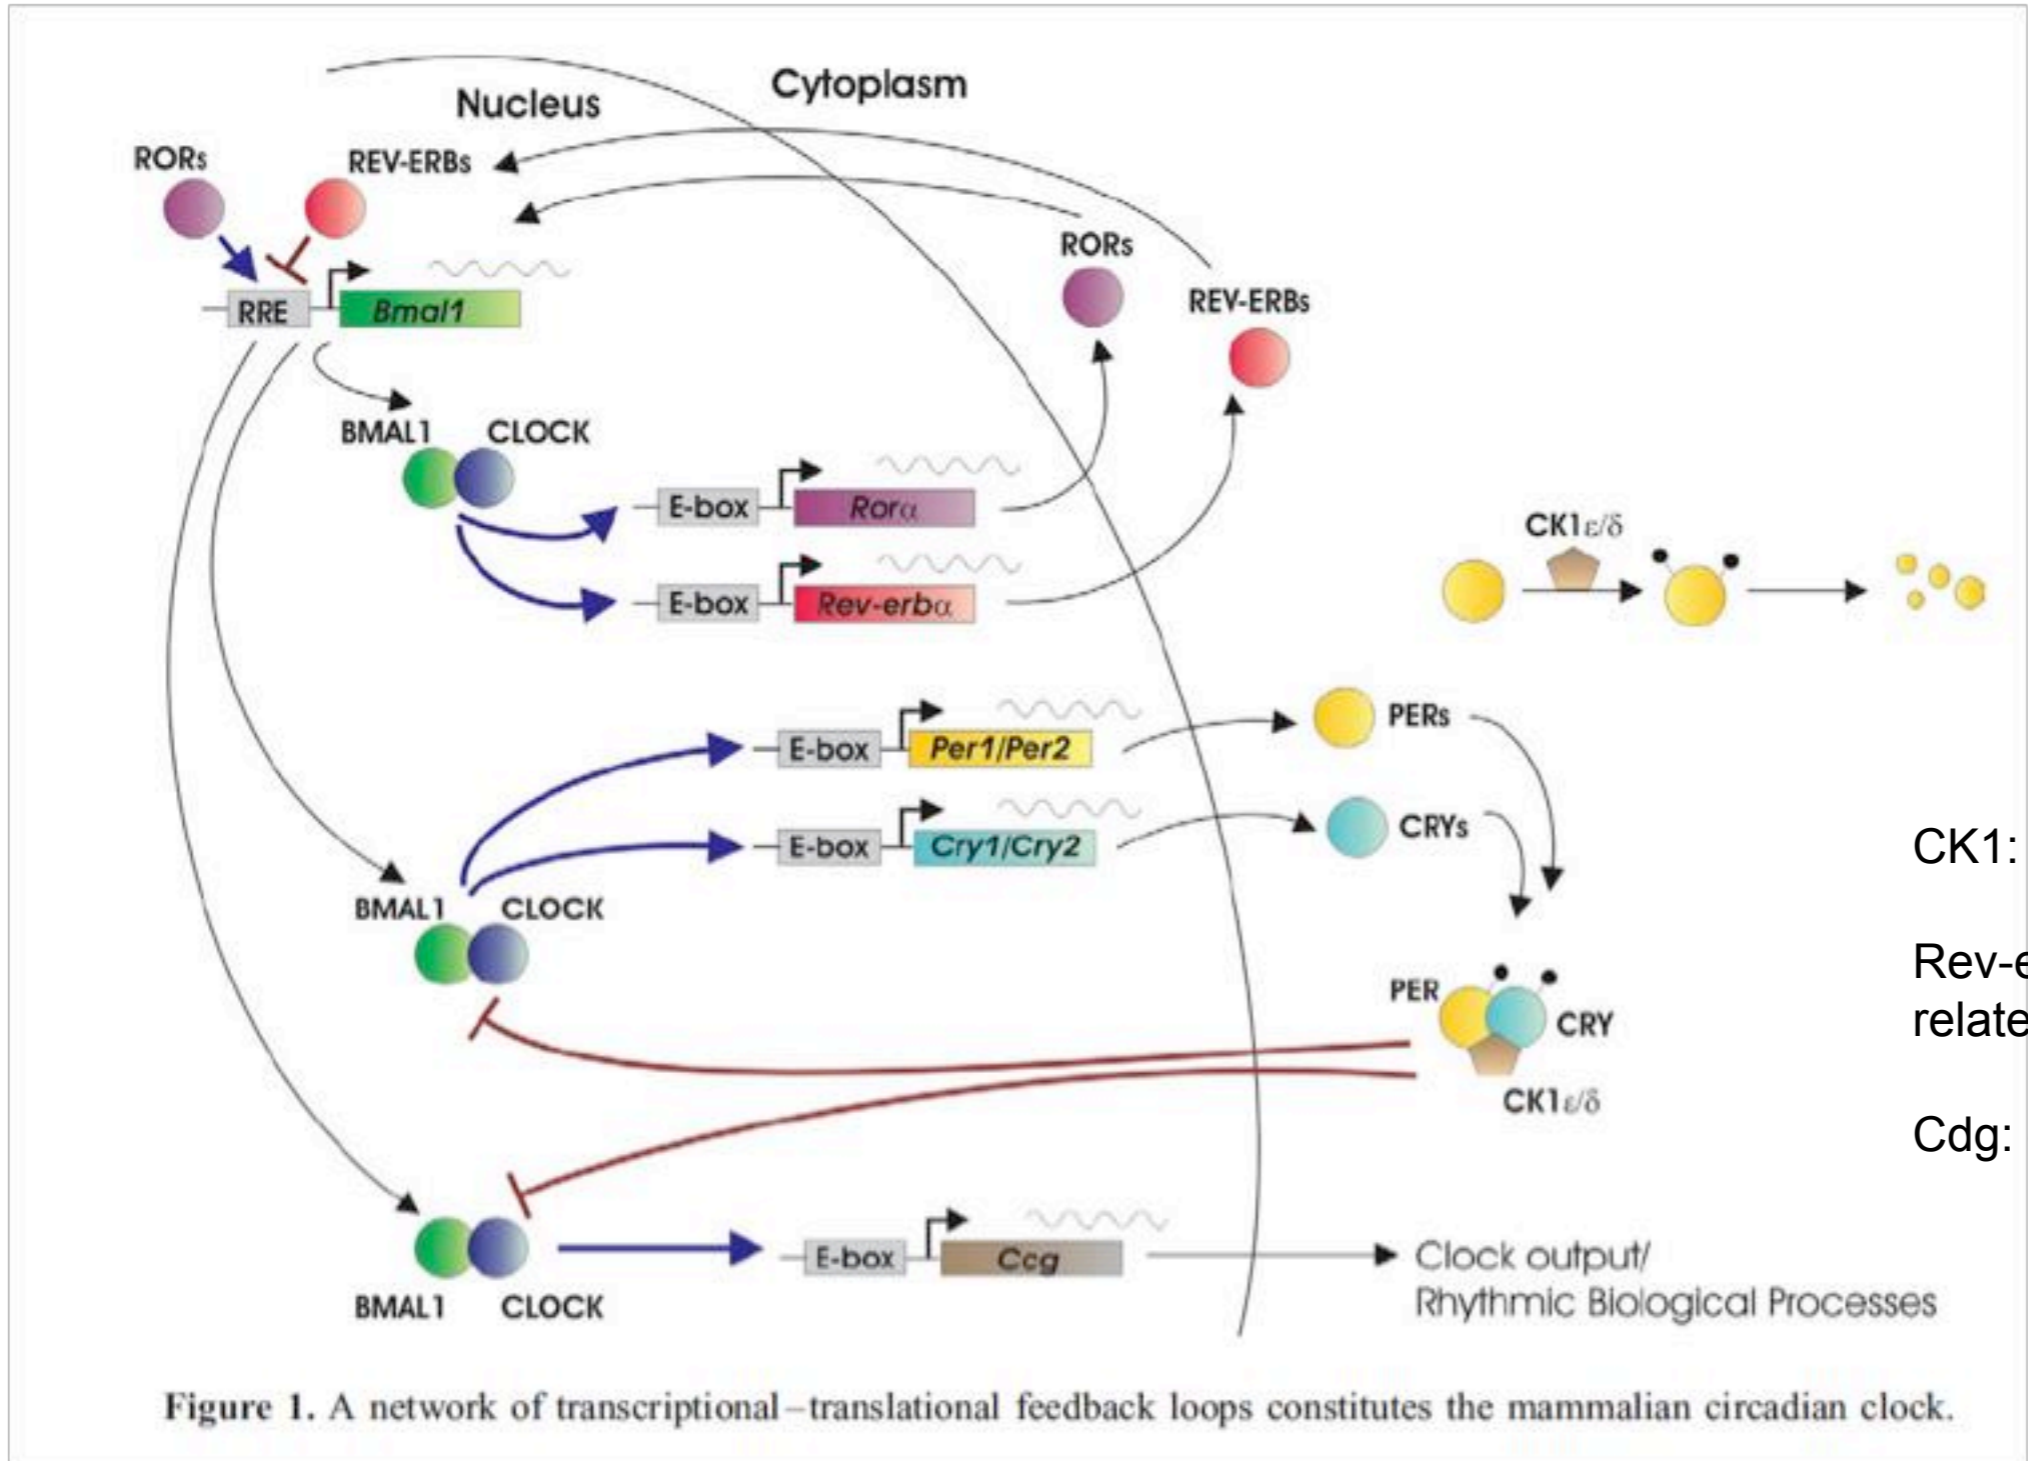 Nucleus
Cytoplasm
RORs
REV-ERBs
RRE
Bmal1
RORs
REV-ERBs
BMAL1
CLOCK
E-box
Rorα
E-box
Rev-erbα
CK1ε/δ
E-box
Per1/Per2
PERs
E-box
Cry1/Cry2
CRYs
CK1:
BMAL1
CLOCK
Rev-e
relate
PER
CRY
CK1ε/δ
Cdg:
BMAL1
CLOCK
E-box
Ccg
Clock output/
Rhythmic Biological Processes
Figure 1. A network of transcriptional–translational feedback loops constitutes the mammalian circadian clock.